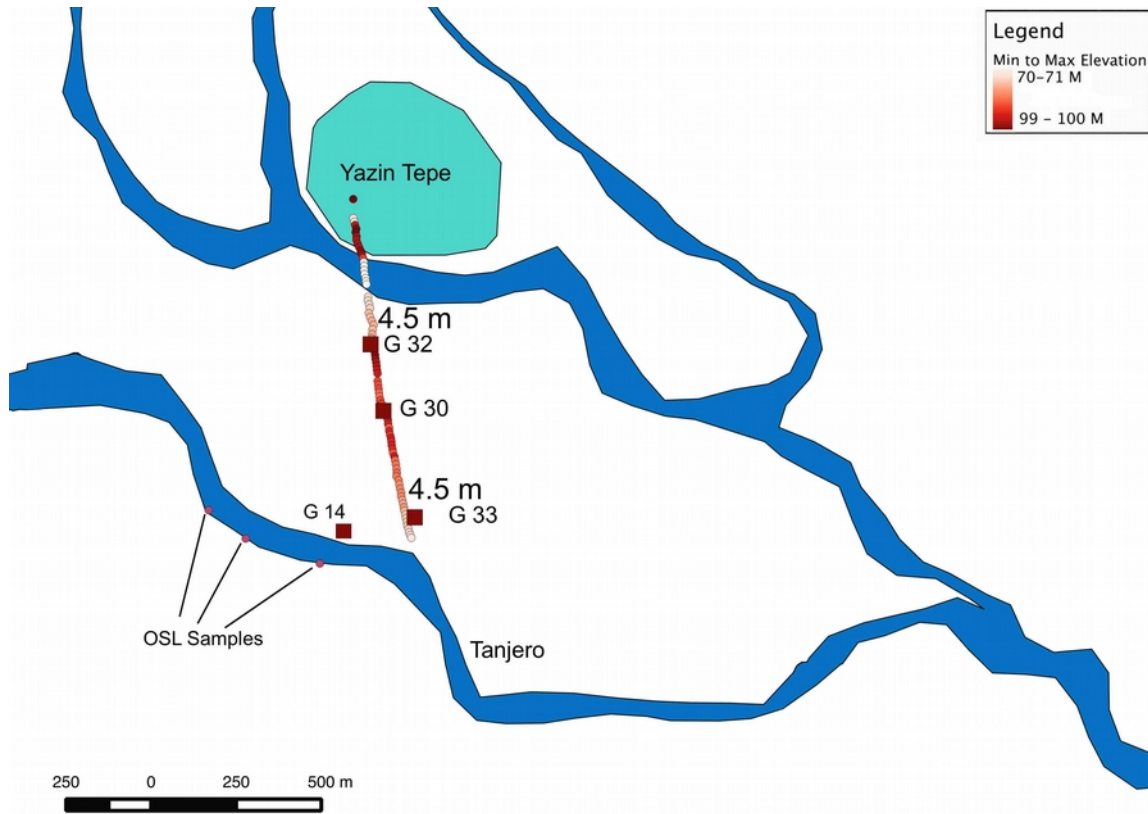 Legend
Min to Max Elevation
70-71 M
99 - 100 M
Yazin Tepe
4.5 m
G 32
G 30
4.5 m
G 33
G 14
OSL Samples
Tanjero
250 0 250 500 m